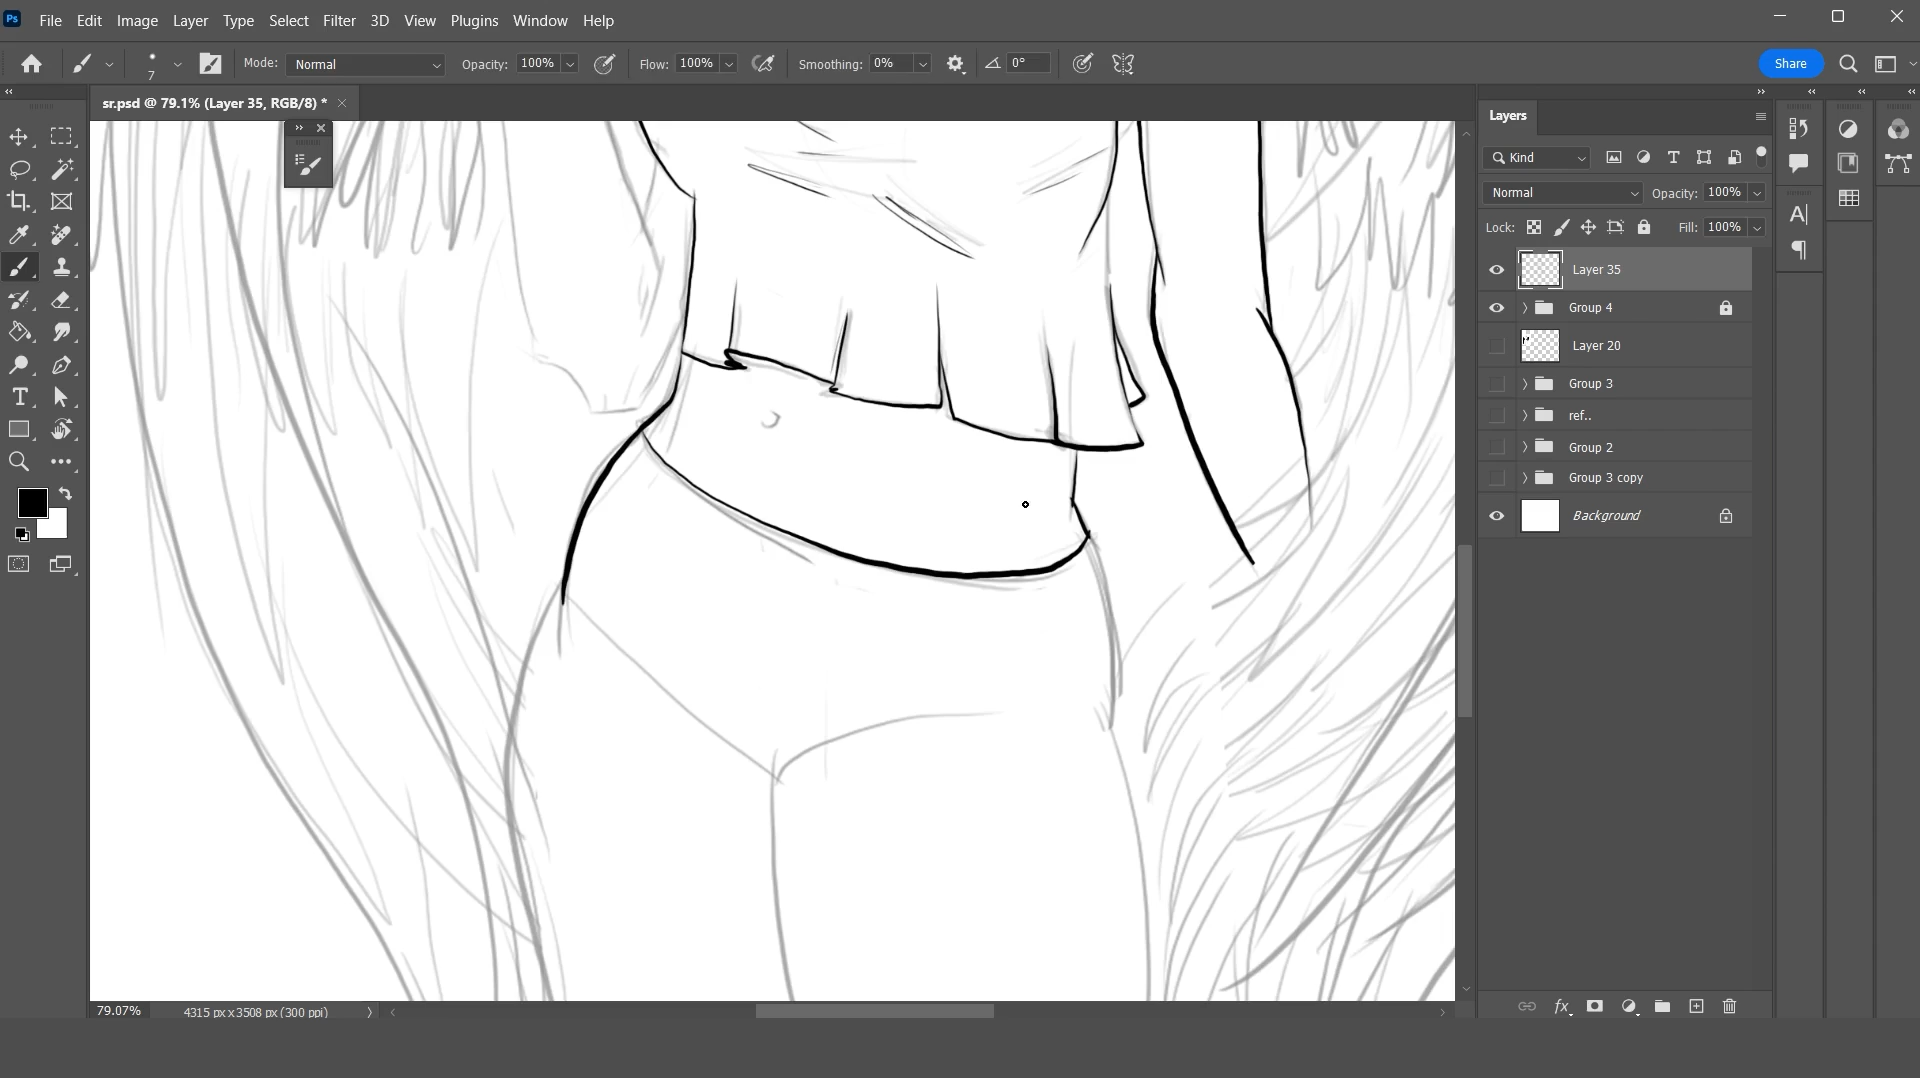 Ps File Edit Image Layer Type Select Filter 3D View Plugins Window Help
7 Mode: Normal Opacity: 100% Flow: 100% Smoothing: 0% 0° Share
sr.psd @ 79.1% (Layer 35, RGB/8) *
Layers
Kind
Normal Opacity: 100%
Lock: Fill: 100%
Layer 35
Group 4
Layer 20
Group 3
ref..
Group 2
Group 3 copy
Background
79.07% 4315 px x 3508 px (300 ppi)